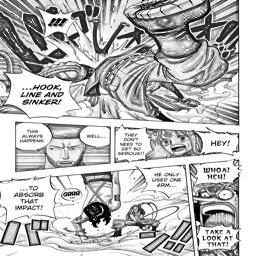 !!!
...HOOK,
LINE AND
SINKER!
HEY!
THEY
DON'T
NEED TO
GET SO
SERIOUS!!
WELL...
THIS
ALWAYS
HAPPENS.
WHOA!
HEY!
TAKE A
LOOK AT
THAT!
HE ONLY
USED ONE
ARM...
GRRR
...TO
ABSORB
THAT
IMPACT!